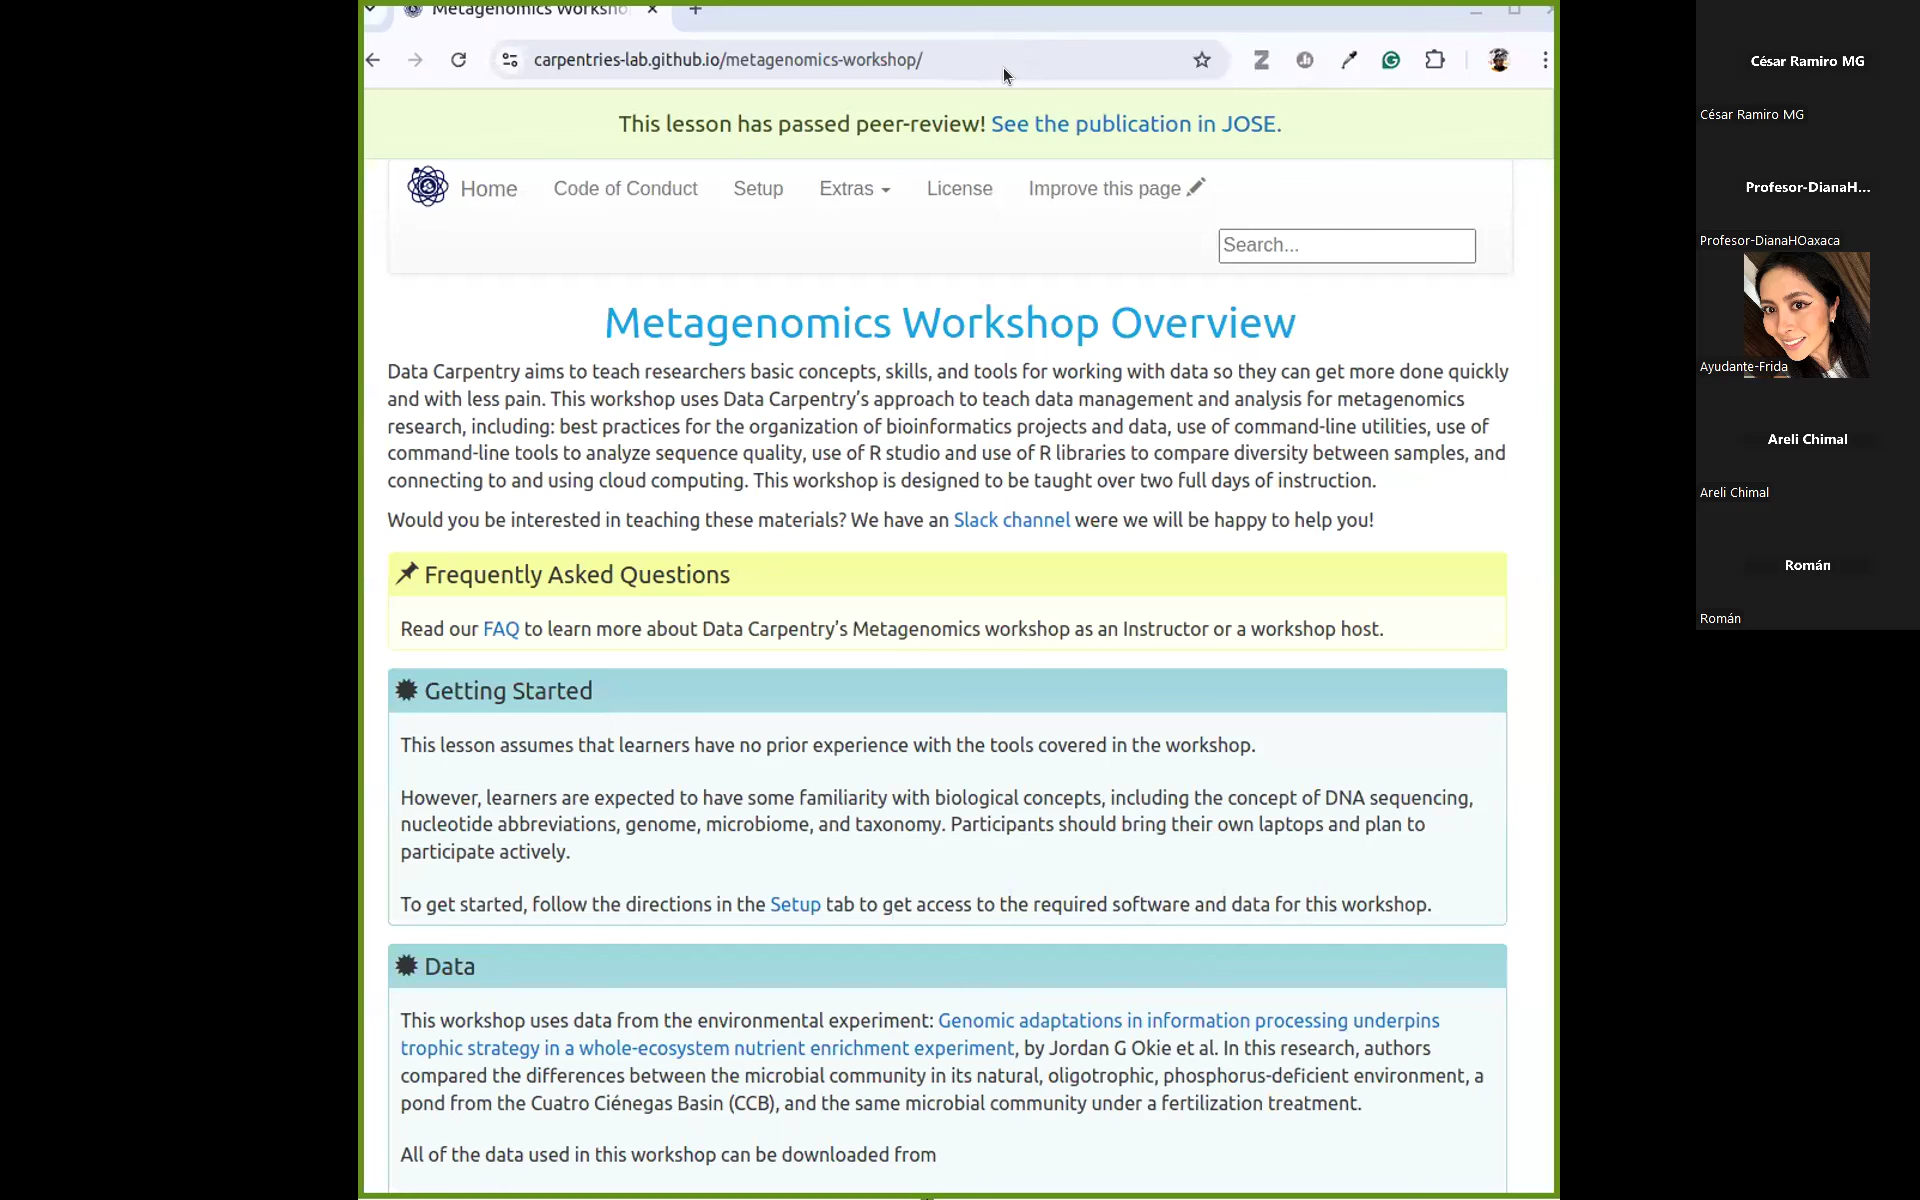 Metagenomics Worksho
carpentries-lab.github.io/metagenomics-workshop/
This lesson has passed peer-review! See the publication in JOSE.
Home Code of Conduct Setup Extras License Improve this page
Search...
Metagenomics Workshop Overview
Data Carpentry aims to teach researchers basic concepts, skills, and tools for working with data so they can get more done quickly
and with less pain. This workshop uses Data Carpentry’s approach to teach data management and analysis for metagenomics
research, including: best practices for the organization of bioinformatics projects and data, use of command-line utilities, use of
command-line tools to analyze sequence quality, use of R studio and use of R libraries to compare diversity between samples, and
connecting to and using cloud computing. This workshop is designed to be taught over two full days of instruction.
Would you be interested in teaching these materials? We have an Slack channel were we will be happy to help you!
Frequently Asked Questions
Read our FAQ to learn more about Data Carpentry’s Metagenomics workshop as an Instructor or a workshop host.
Getting Started
This lesson assumes that learners have no prior experience with the tools covered in the workshop.
However, learners are expected to have some familiarity with biological concepts, including the concept of DNA sequencing,
nucleotide abbreviations, genome, microbiome, and taxonomy. Participants should bring their own laptops and plan to
participate actively.
To get started, follow the directions in the Setup tab to get access to the required software and data for this workshop.
Data
This workshop uses data from the environmental experiment: Genomic adaptations in information processing underpins
trophic strategy in a whole-ecosystem nutrient enrichment experiment, by Jordan G Okie et al. In this research, authors
compared the differences between the microbial community in its natural, oligotrophic, phosphorus-deficient environment, a
pond from the Cuatro Ciénegas Basin (CCB), and the same microbial community under a fertilization treatment.
All of the data used in this workshop can be downloaded from
César Ramiro MG
César Ramiro MG
Profesor-DianaH...
Profesor-DianaHOaxaca
Ayudante-Frida
Areli Chimal
Areli Chimal
Román
Román